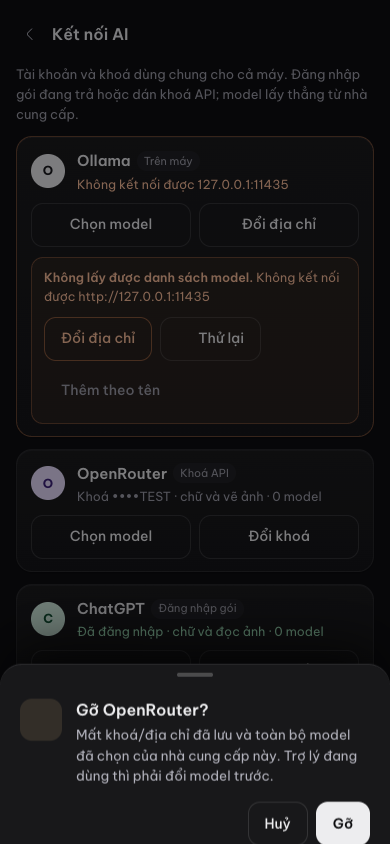 Kết nối AI
Tài khoản và khoá dùng chung cho cả máy. Đăng nhập
gói đang trả hoặc dán khoá API; model lấy thẳng từ nhà
cung cấp.
O Ollama Trên máy
Không kết nối được 127.0.0.1:11435
Chọn model Đổi địa chỉ
Không lấy được danh sách model. Không kết nối
được http://127.0.0.1:11435
Đổi địa chỉ Thử lại
Thêm theo tên
O OpenRouter Khoá API
Khoá ••••TEST · chữ và vẽ ảnh · 0 model
Chọn model Đổi khoá
C ChatGPT Đăng nhập gói
Đã đăng nhập · chữ và đọc ảnh · 0 model
Gỡ OpenRouter?
Mất khoá/địa chỉ đã lưu và toàn bộ model
đã chọn của nhà cung cấp này. Trợ lý đang
dùng thì phải đổi model trước.
Huỷ Gỡ